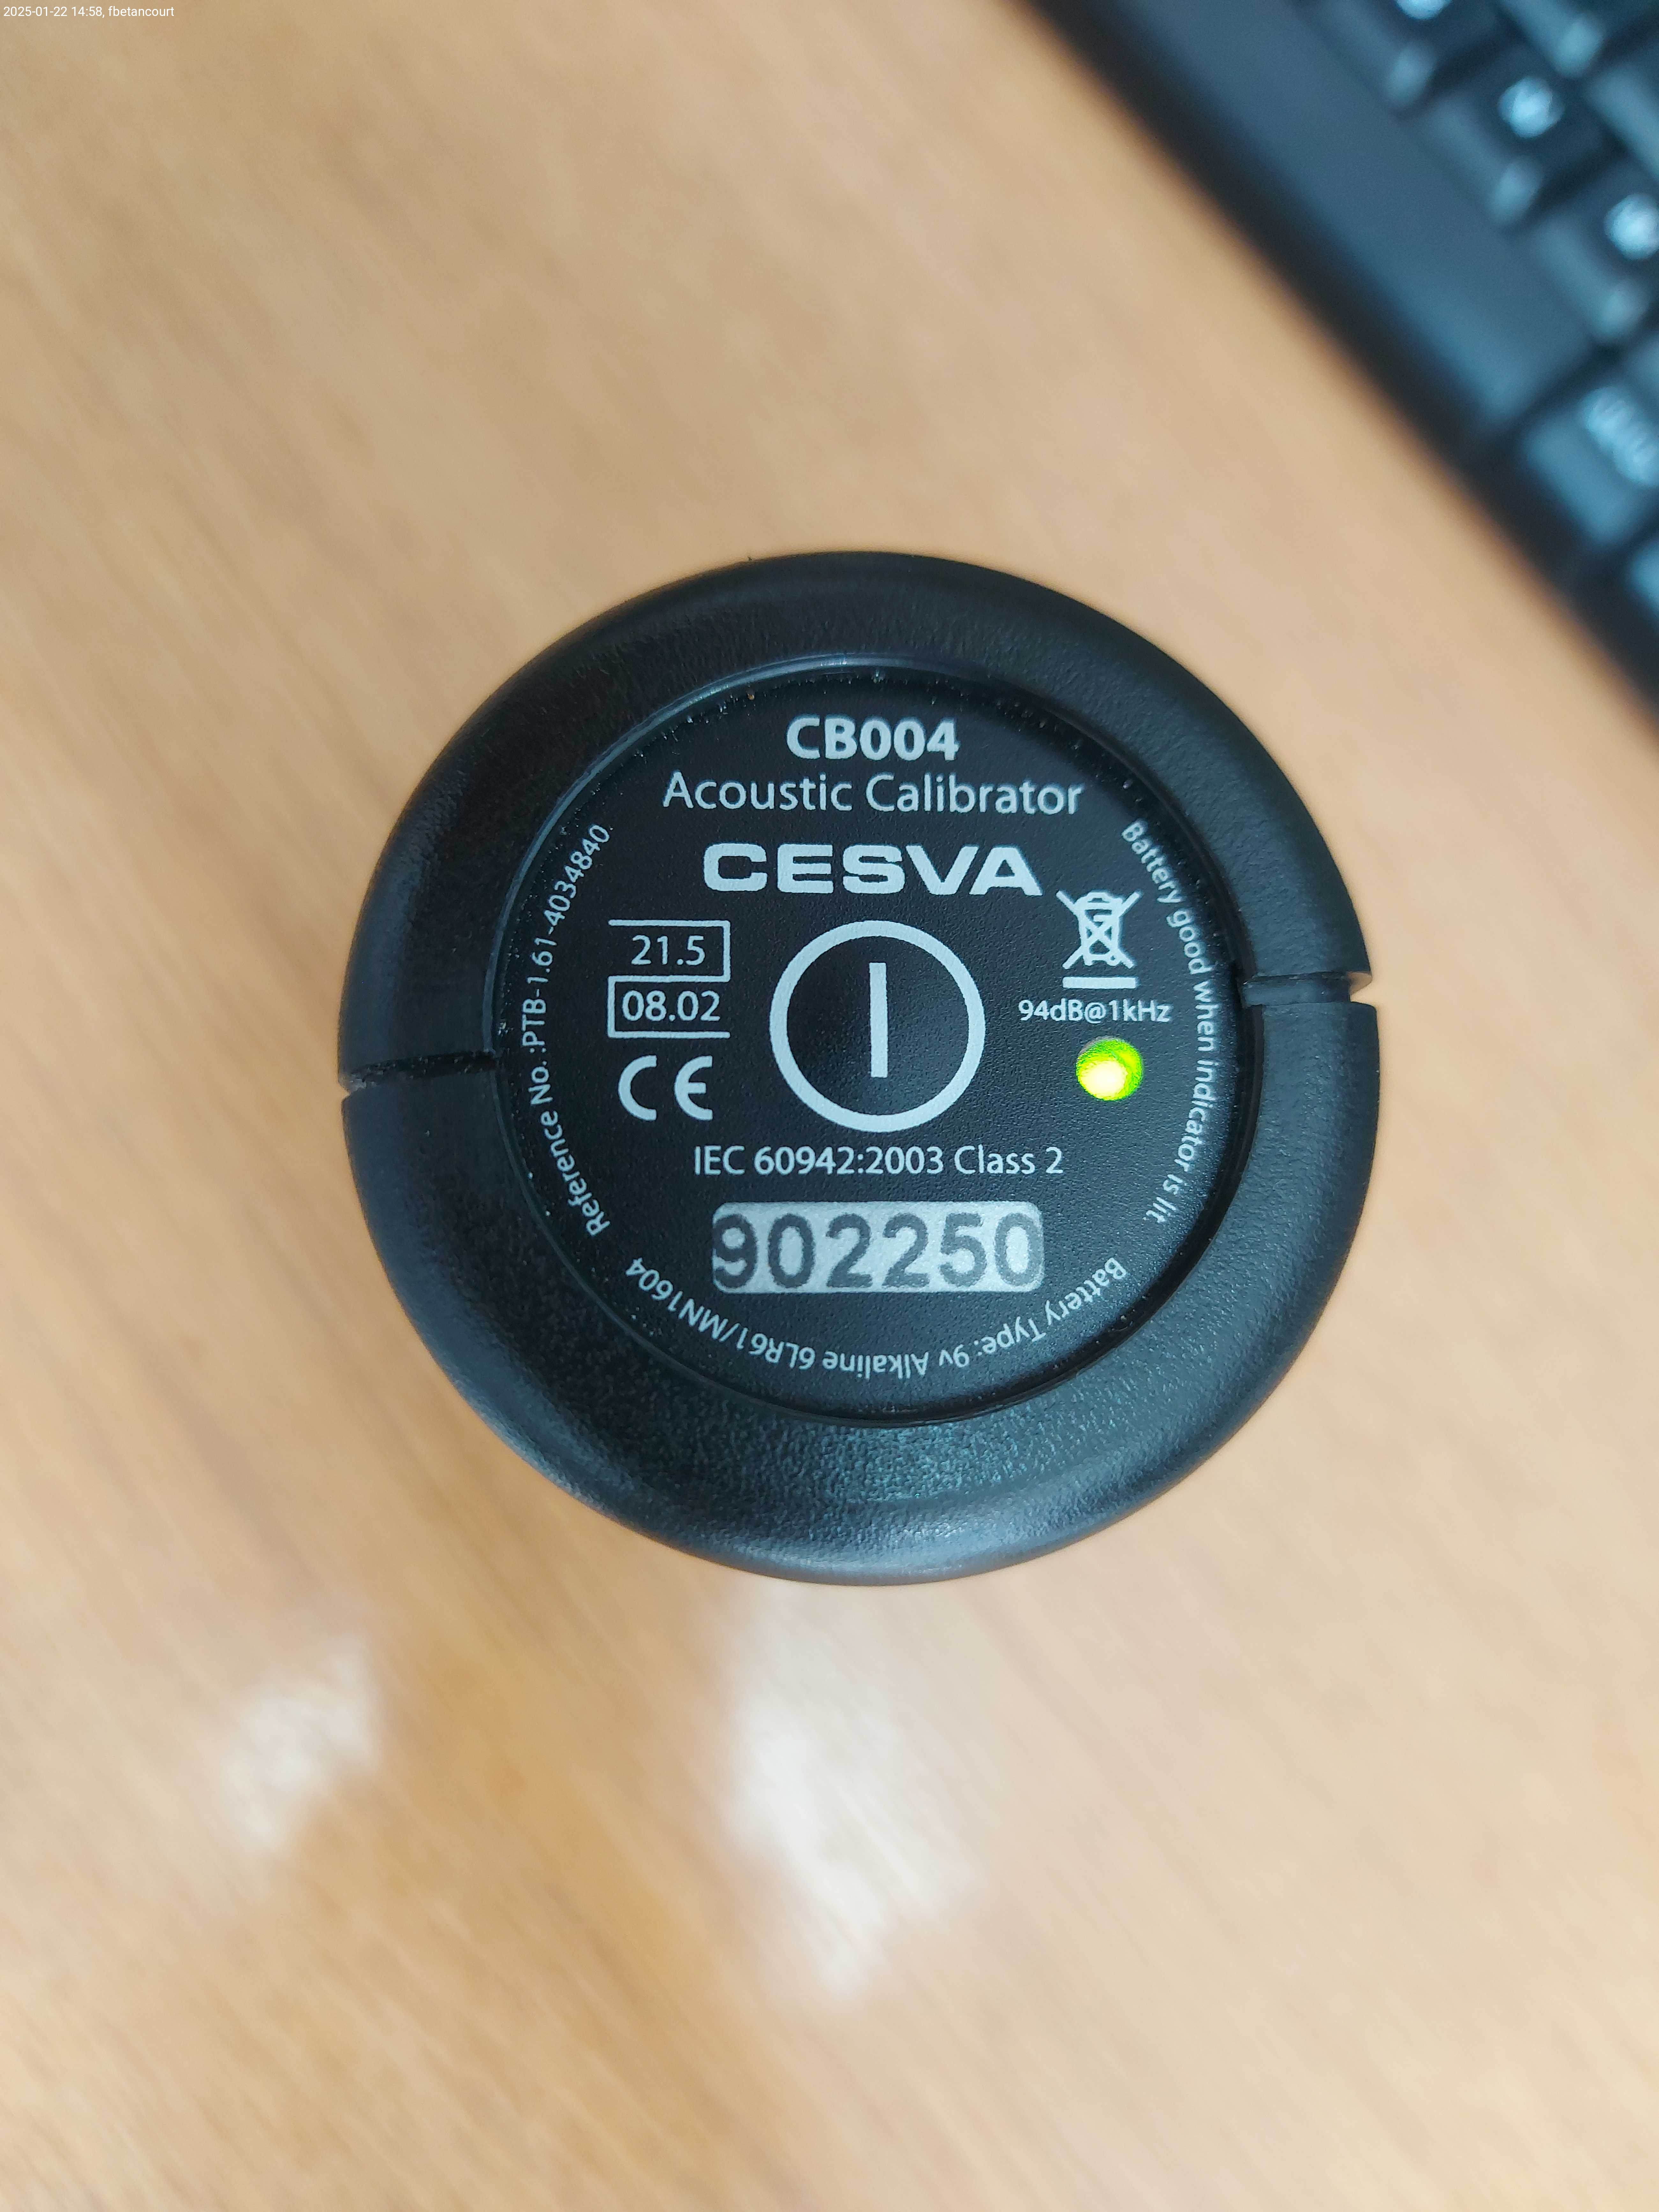 2025-01-22 14:58, fbetancourt
CB004
Acoustic Calibrator
CESVA
21.5
08.02
CE
94dB@1kHz
IEC 60942:2003 Class 2
902250
Reference No.:PTB-1.61-4034840
Battery good when indicator is lit.
Battery Type: 9v Alkaline 6LR61/MN1604